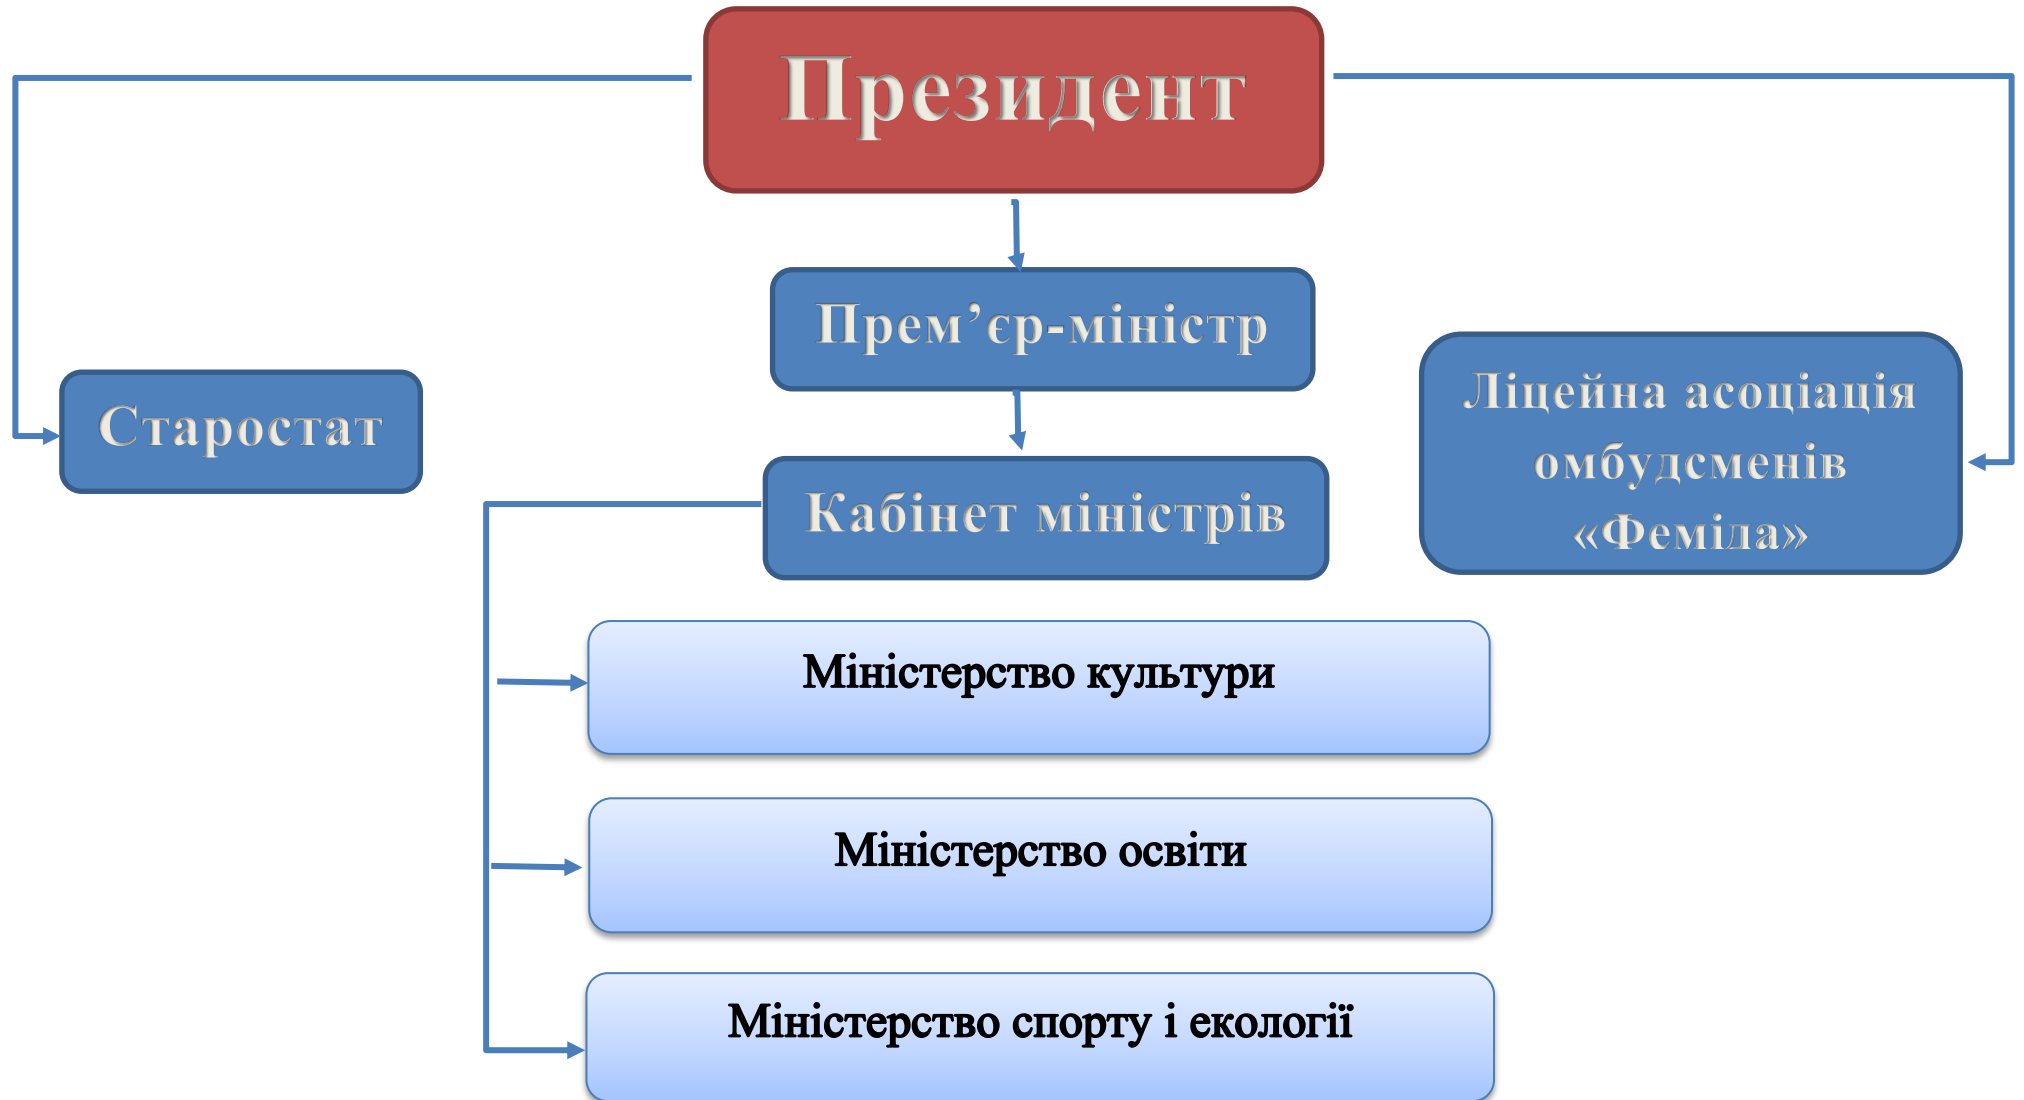 Президент
Прем’єр-міністр
Старостат
Ліцейна асоціація
омбудсменів
«Феміда»
Кабінет міністрів
Міністерство культури
Міністерство освіти
Міністерство спорту і екології